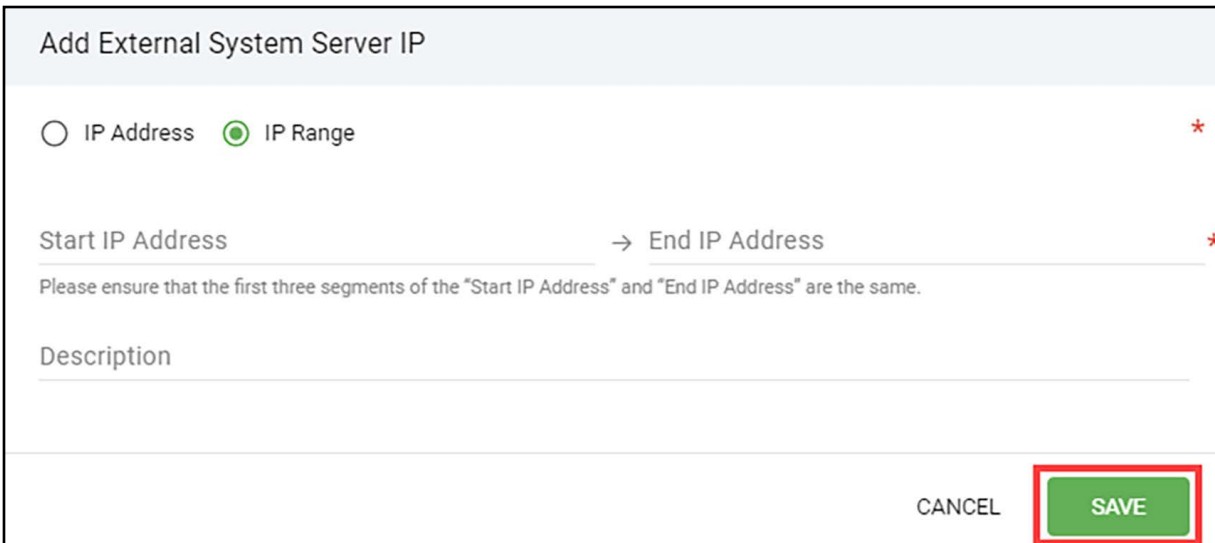 Add External System Server IP
IP Address IP Range *
Start IP Address → End IP Address *
Please ensure that the first three segments of the “Start IP Address” and “End IP Address” are the same.
Description
CANCEL SAVE